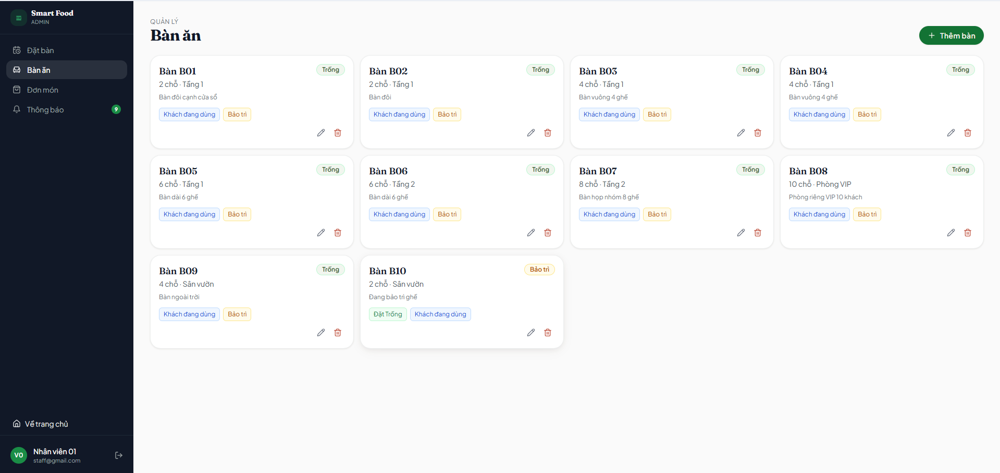 Smart Food
ADMIN
Đặt bàn
Bàn ăn
Đơn món
Thông báo 9
Về trang chủ
V0 Nhân viên 01
staff@gmail.com
QUẢN LÝ
Bàn ăn
+ Thêm bàn
Bàn B01 Trống
2 chỗ · Tầng 1
Bàn đôi cạnh cửa sổ
Khách đang dùng Bảo trì
Bàn B02 Trống
2 chỗ · Tầng 1
Bàn đôi
Khách đang dùng Bảo trì
Bàn B03 Trống
4 chỗ · Tầng 1
Bàn vuông 4 ghế
Khách đang dùng Bảo trì
Bàn B04 Trống
4 chỗ · Tầng 1
Bàn vuông 4 ghế
Khách đang dùng Bảo trì
Bàn B05 Trống
6 chỗ · Tầng 1
Bàn dài 6 ghế
Khách đang dùng Bảo trì
Bàn B06 Trống
6 chỗ · Tầng 2
Bàn dài 6 ghế
Khách đang dùng Bảo trì
Bàn B07 Trống
8 chỗ · Tầng 2
Bàn họp nhóm 8 ghế
Khách đang dùng Bảo trì
Bàn B08 Trống
10 chỗ · Phòng VIP
Phòng riêng VIP 10 khách
Khách đang dùng Bảo trì
Bàn B09 Trống
4 chỗ · Sân vườn
Bàn ngoài trời
Khách đang dùng Bảo trì
Bàn B10 Bảo trì
2 chỗ · Sân vườn
Đang bảo trì ghế
Đặt Trống Khách đang dùng